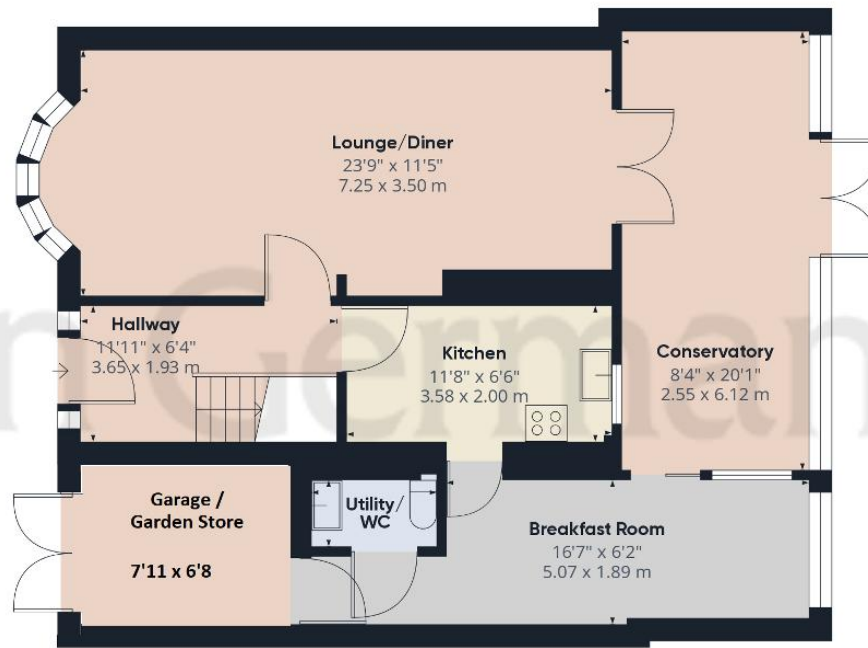 Lounge/Diner
23'9" x 11'5"
7.25 x 3.50 m
Hallway
11'11" x 6'4"
3.65 x 1.93 m
Kitchen
11'8" x 6'6"
3.58 x 2.00 m
Conservatory
8'4" x 20'1"
2.55 x 6.12 m
Garage /
Garden Store
7'11 x 6'8
Utility/
WC
Breakfast Room
16'7" x 6'2"
5.07 x 1.89 m
n German